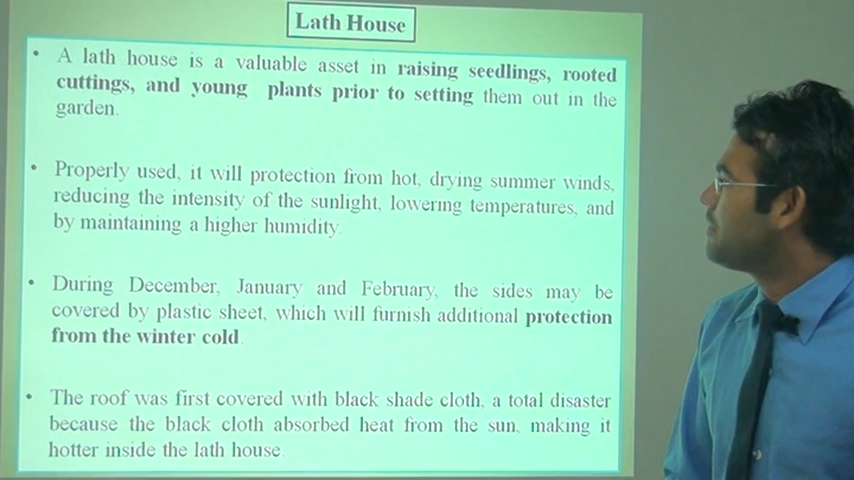 Lath House
• A lath house is a valuable asset in raising seedlings, rooted
cuttings, and young plants prior to setting them out in the
garden.
• Properly used, it will protection from hot, drying summer winds,
reducing the intensity of the sunlight, lowering temperatures, and
by maintaining a higher humidity.
• During December, January and February, the sides may be
covered by plastic sheet, which will furnish additional protection
from the winter cold.
• The roof was first covered with black shade cloth, a total disaster
because the black cloth absorbed heat from the sun, making it
hotter inside the lath house.